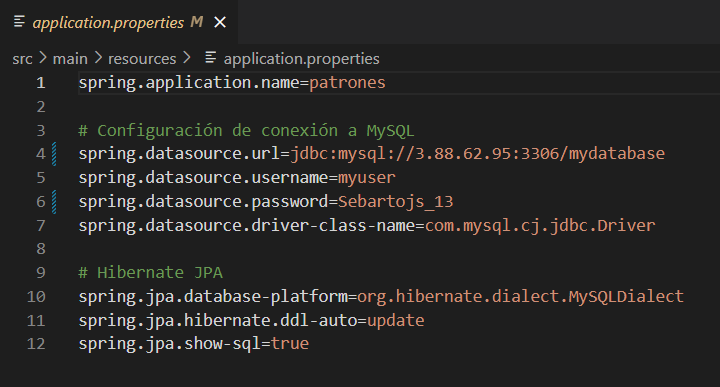 application.properties M
src > main > resources > application.properties
1 spring.application.name=patrones
2
3 # Configuración de conexión a MySQL
4 spring.datasource.url=jdbc:mysql://3.88.62.95:3306/mydatabase
5 spring.datasource.username=myuser
6 spring.datasource.password=Sebartojs_13
7 spring.datasource.driver-class-name=com.mysql.cj.jdbc.Driver
8
9 # Hibernate JPA
10 spring.jpa.database-platform=org.hibernate.dialect.MySQLDialect
11 spring.jpa.hibernate.ddl-auto=update
12 spring.jpa.show-sql=true